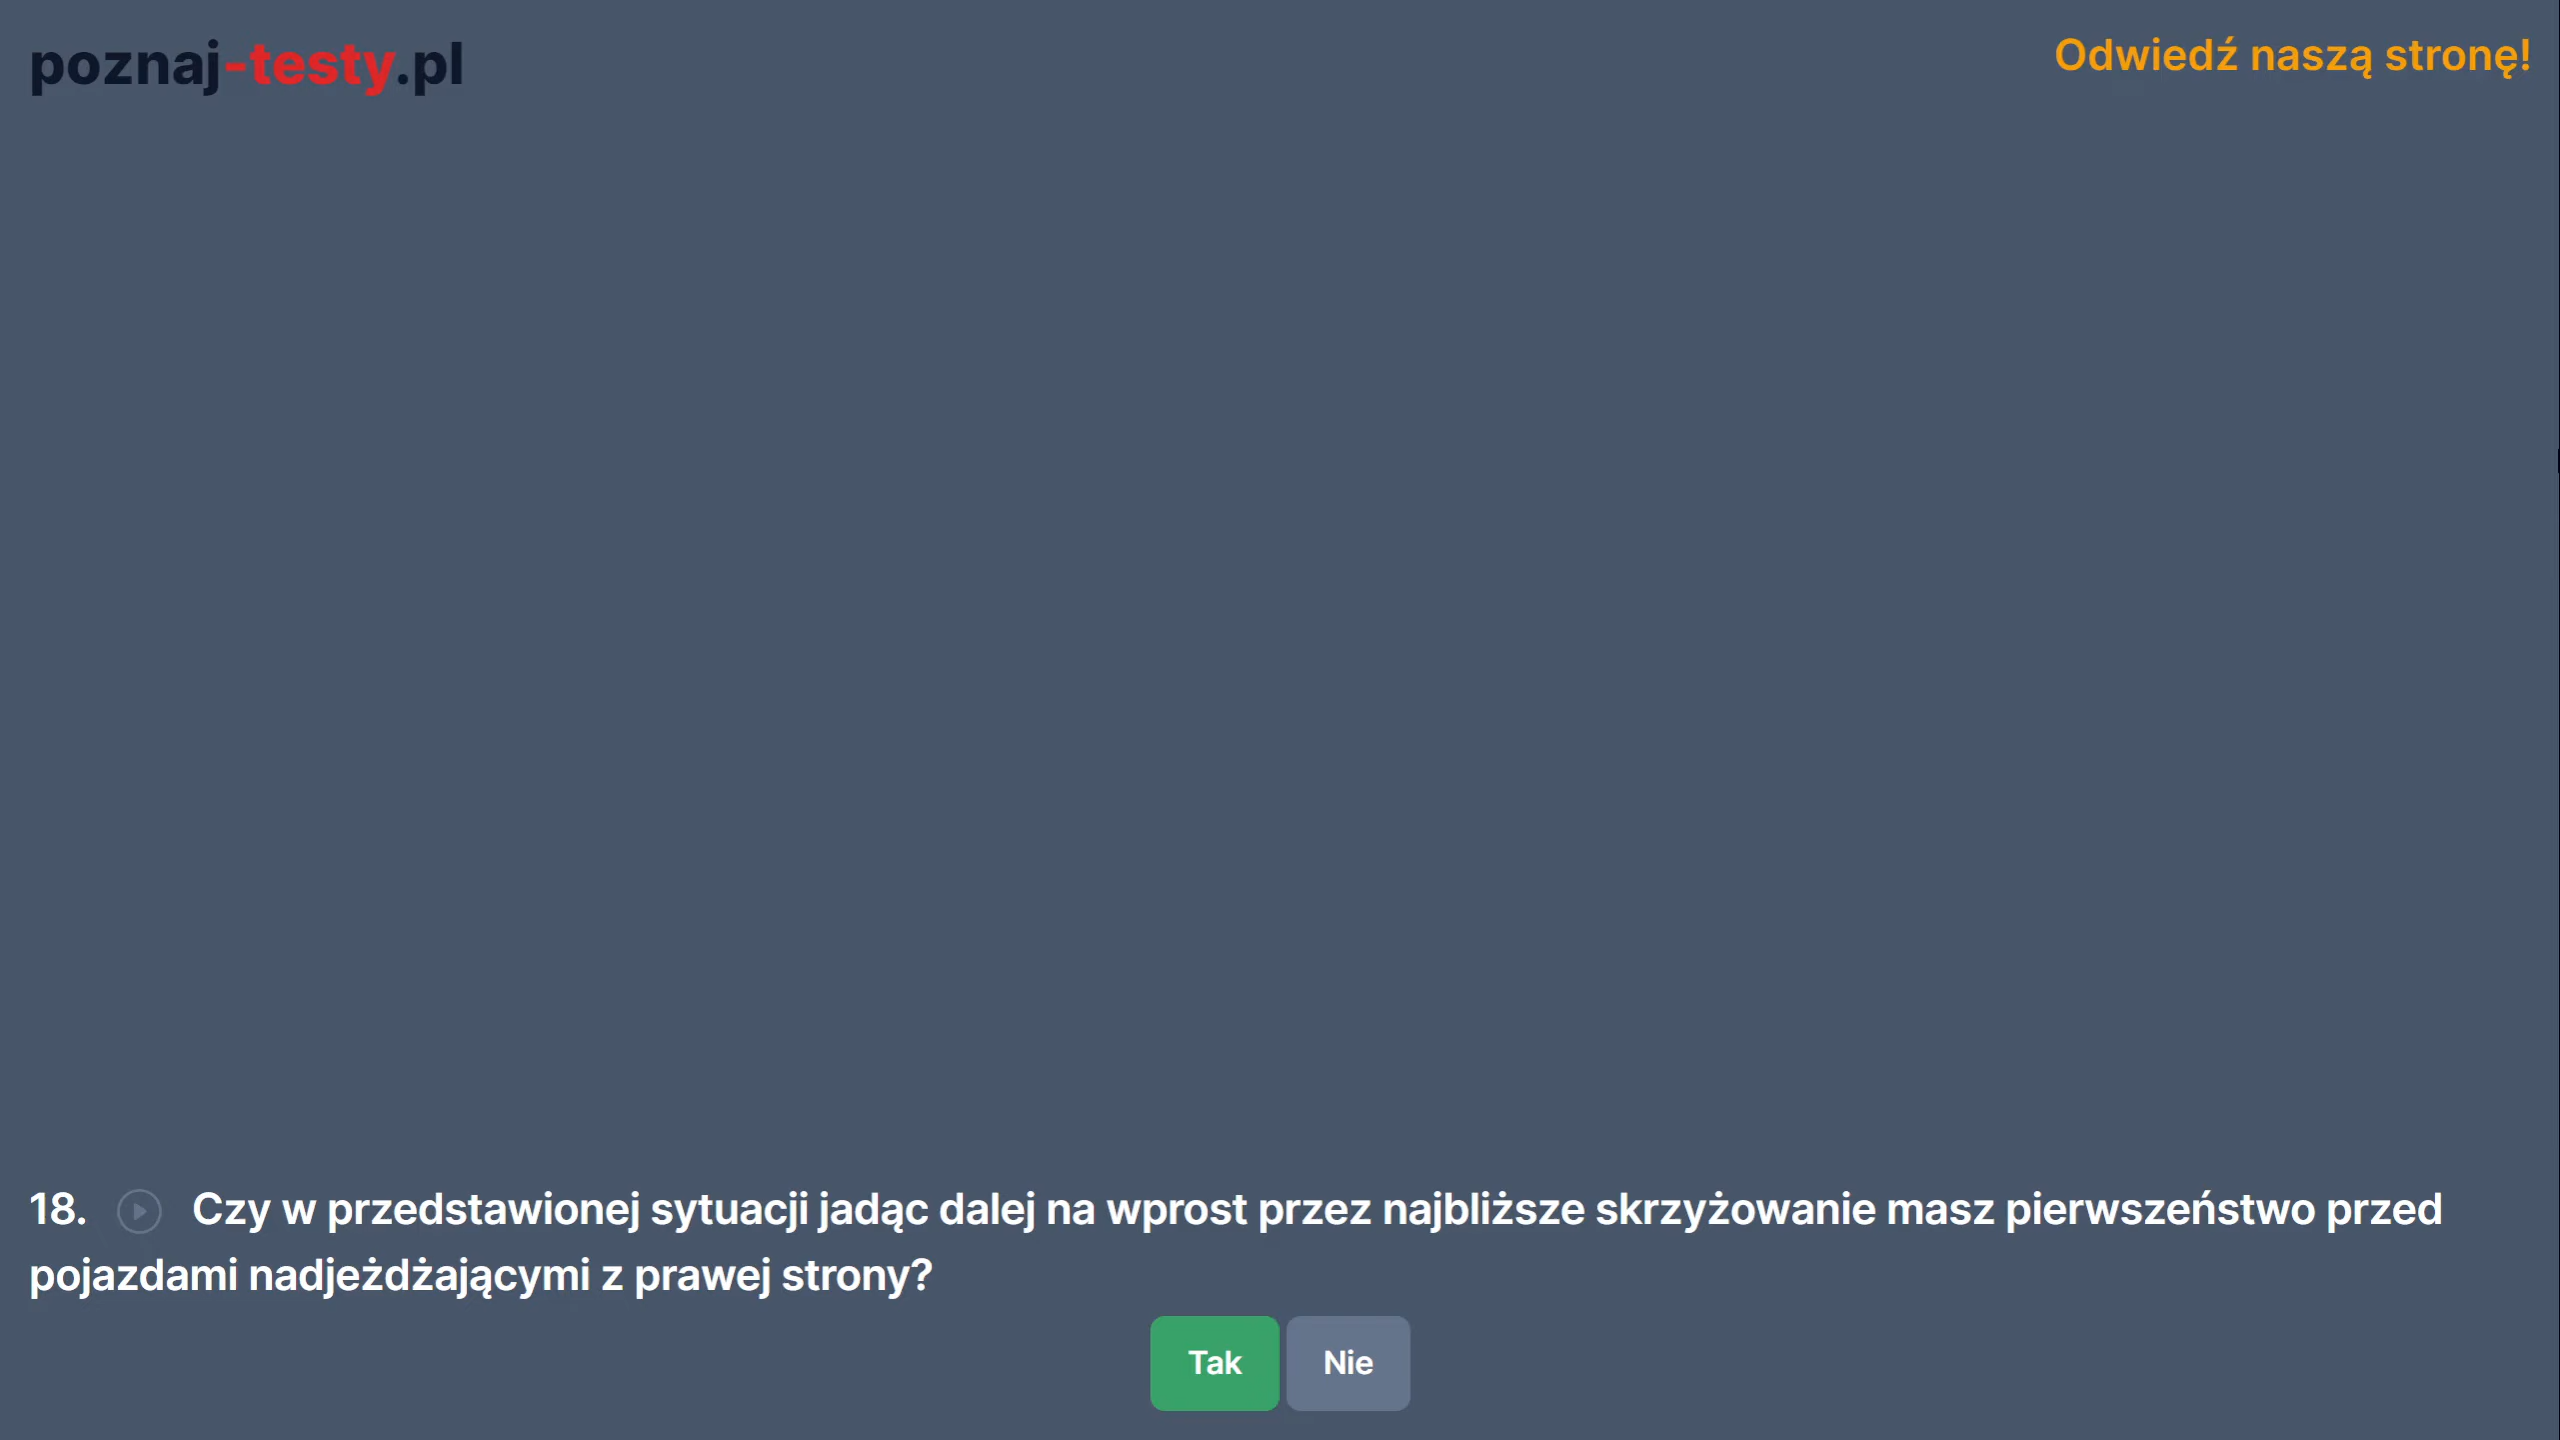 poznaj-testy.pl
Odwiedź naszą stronę!
18. Czy w przedstawionej sytuacji jadąc dalej na wprost przez najbliższe skrzyżowanie masz pierwszeństwo przed
pojazdami nadjeżdżającymi z prawej strony?
Tak
Nie